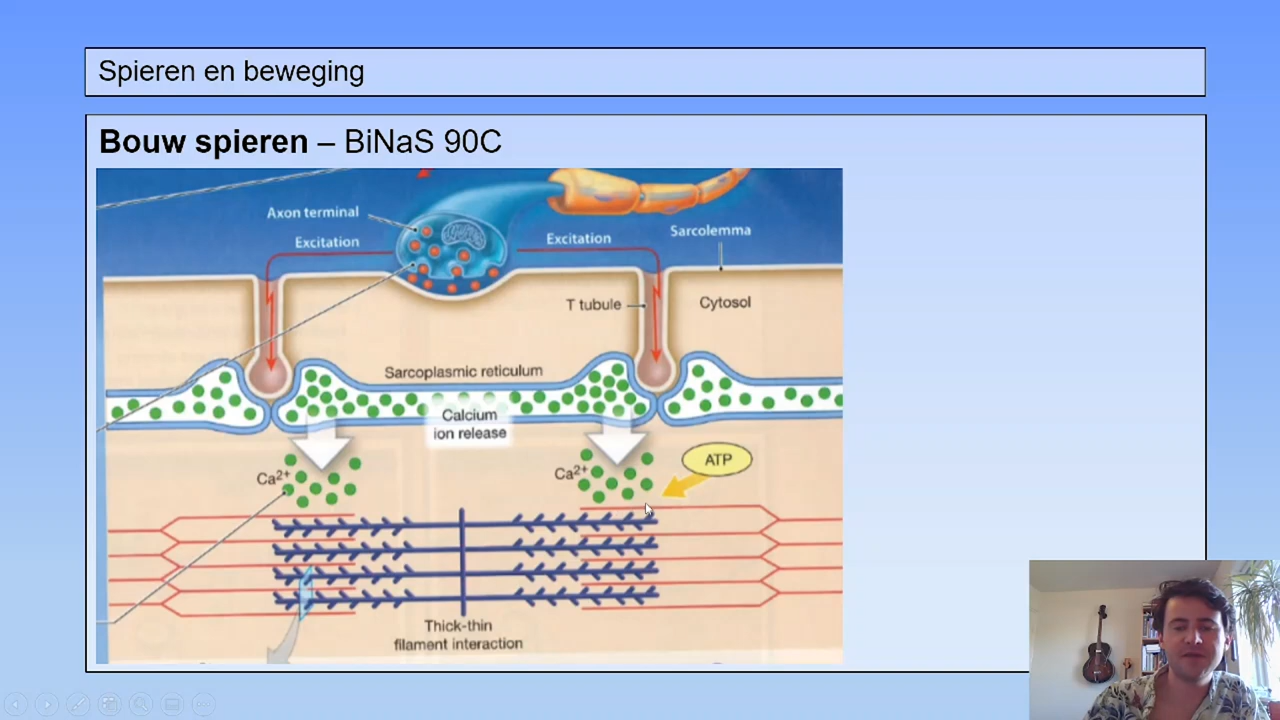 Spieren en beweging
Bouw spieren – BiNaS 90C
Axon terminal
Excitation
Excitation
Sarcolemma
T tubule
Cytosol
Sarcoplasmic reticulum
Calcium
ion release
Ca2+
Ca2+
ATP
Thick-thin
filament interaction